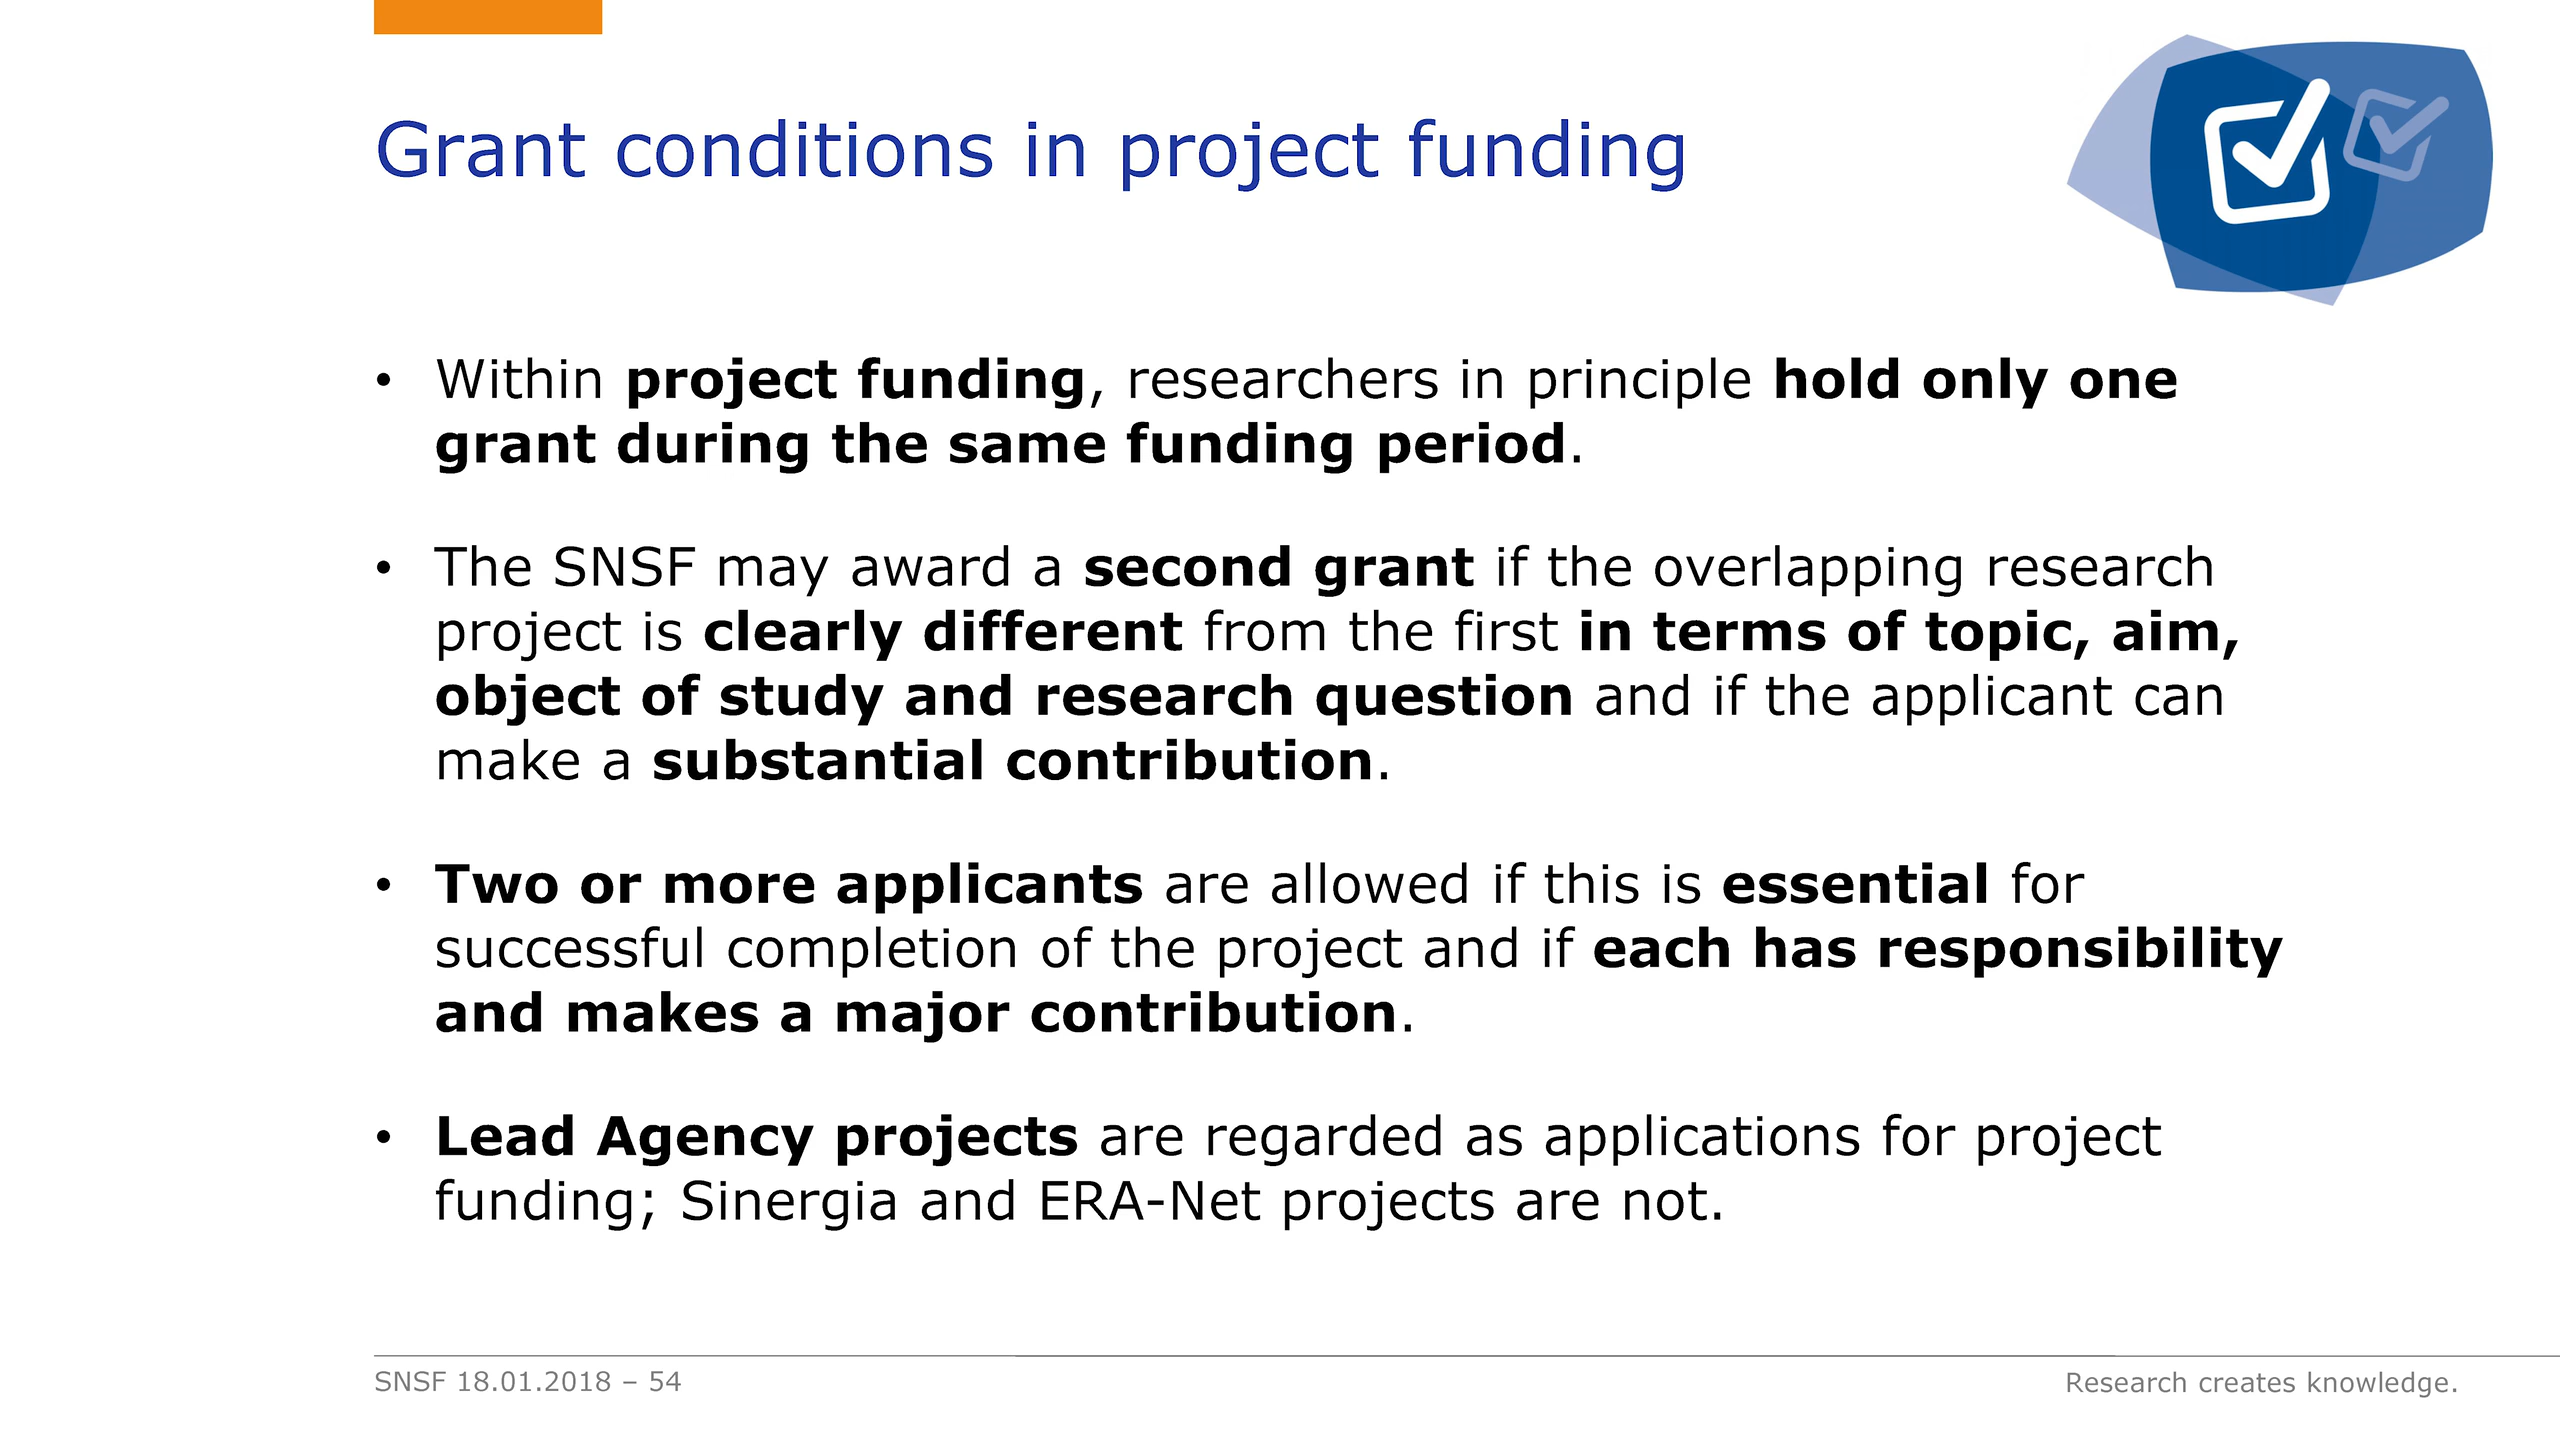 Grant conditions in project funding
• Within project funding, researchers in principle hold only one
grant during the same funding period.
• The SNSF may award a second grant if the overlapping research
project is clearly different from the first in terms of topic, aim,
object of study and research question and if the applicant can
make a substantial contribution.
• Two or more applicants are allowed if this is essential for
successful completion of the project and if each has responsibility
and makes a major contribution.
• Lead Agency projects are regarded as applications for project
funding; Sinergia and ERA-Net projects are not.
SNSF 18.01.2018 – 54
Research creates knowledge.